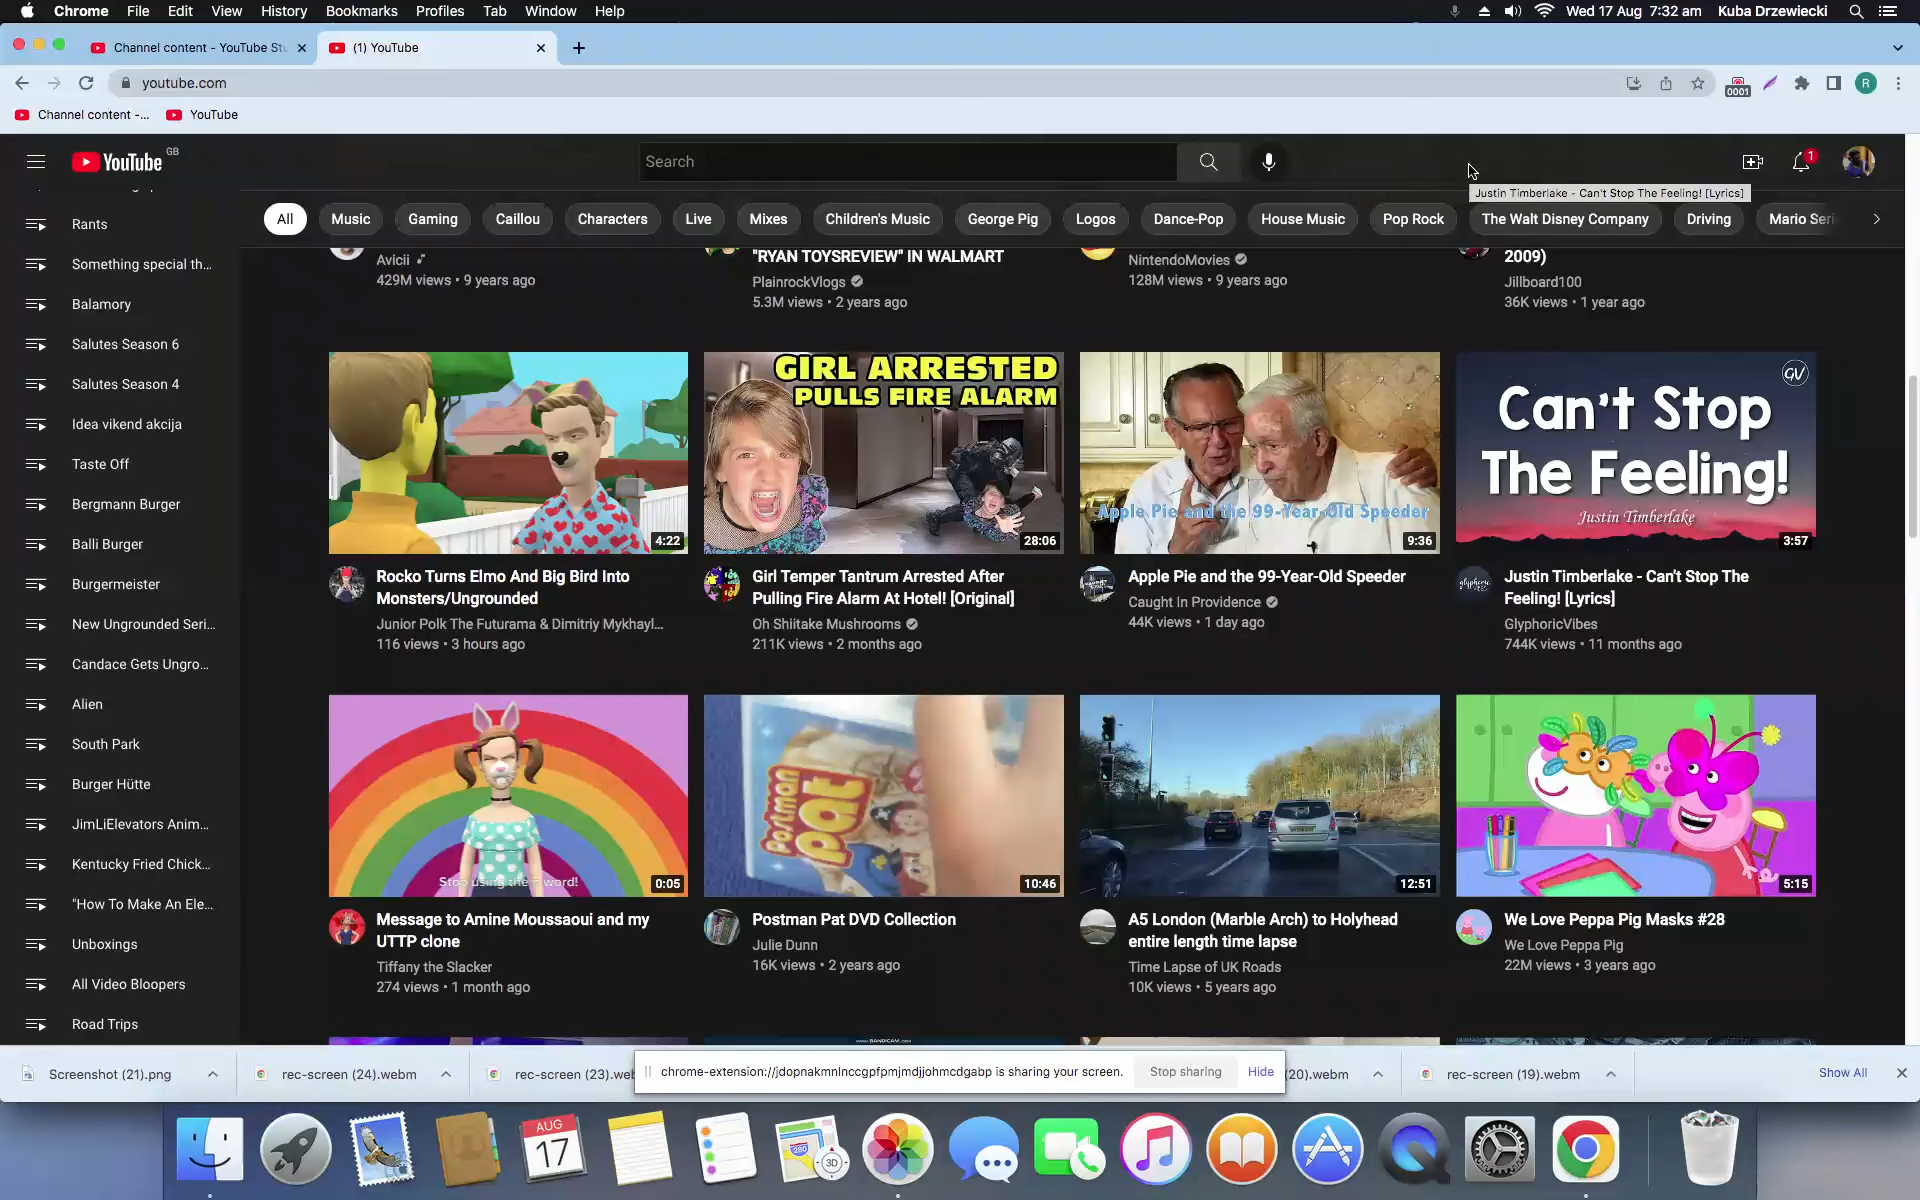 Chrome File Edit View History Bookmarks Profiles Tab Window Help
Wed 17 Aug 7:32 am Kuba Drzewiecki
Channel content - YouTube Stu
(1) YouTube
youtube.com
0001
R
Channel content -...
YouTube
YouTube GB
Search
1
Justin Timberlake - Can't Stop The Feeling! [Lyrics]
All
Music
Gaming
Caillou
Characters
Live
Mixes
Children's Music
George Pig
Logos
Dance-Pop
House Music
Pop Rock
The Walt Disney Company
Driving
Mario Seri
Rants
Something special th...
Balamory
Salutes Season 6
Salutes Season 4
Idea vikend akcija
Taste Off
Bergmann Burger
Balli Burger
Burgermeister
New Ungrounded Seri...
Candace Gets Ungro...
Alien
South Park
Burger Hütte
JimLiElevators Anim...
Kentucky Fried Chick...
"How To Make An Ele...
Unboxings
All Video Bloopers
Road Trips
Avicii
429M views • 9 years ago
"RYAN TOYSREVIEW" IN WALMART
PlainrockVlogs
5.3M views • 2 years ago
NintendoMovies
128M views • 9 years ago
2009)
Jillboard100
36K views • 1 year ago
4:22
Rocko Turns Elmo And Big Bird Into
Monsters/Ungrounded
Junior Polk The Futurama & Dimitriy Mykhayl...
116 views • 3 hours ago
GIRL ARRESTED
PULLS FIRE ALARM
28:06
Girl Temper Tantrum Arrested After
Pulling Fire Alarm At Hotel! [Original]
Oh Shiitake Mushrooms
211K views • 2 months ago
Apple Pie and the 99-Year-Old Speeder
9:36
Apple Pie and the 99-Year-Old Speeder
Caught In Providence
44K views • 1 day ago
GV
Can't Stop
The Feeling!
Justin Timberlake
3:57
Justin Timberlake - Can't Stop The
Feeling! [Lyrics]
GlyphoricVibes
744K views • 11 months ago
Stop using the n word!
0:05
Message to Amine Moussaoui and my
UTTP clone
Tiffany the Slacker
274 views • 1 month ago
Postman
pat
10:46
Postman Pat DVD Collection
Julie Dunn
16K views • 2 years ago
12:51
A5 London (Marble Arch) to Holyhead
entire length time lapse
Time Lapse of UK Roads
10K views • 5 years ago
5:15
We Love Peppa Pig Masks #28
We Love Peppa Pig
22M views • 3 years ago
www.BANDICAM.com
Screenshot (21).png
rec-screen (24).webm
rec-screen (23).web
chrome-extension://jdopnakmnlnccgpfpmjmdjjohmcdgabp is sharing your screen.
Stop sharing
Hide
(20).webm
rec-screen (19).webm
Show All
AUG
17
280
3D